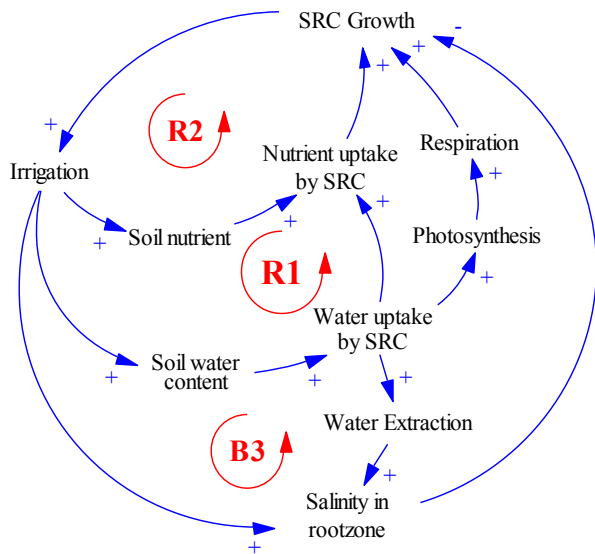 SRC Growth
-
+
+
+
R2
Respiration
Nutrient uptake
by SRC
+
Irrigation
+
+
+
Soil nutrient
Photosynthesis
+
R1
Water uptake
by SRC
Soil water
content
+
+
+
Water Extraction
B3
+
Salinity in
rootzone
+